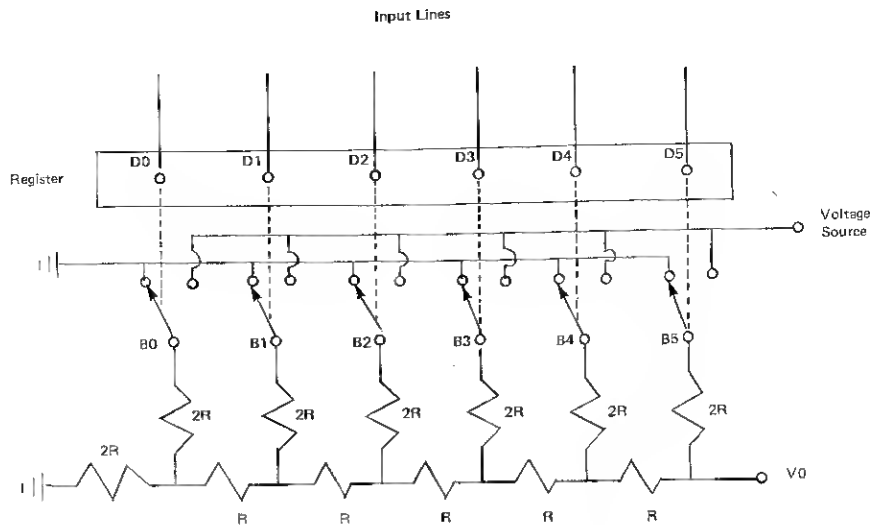 Input Lines
D0 D1 D2 D3 D4 D5
Register
Voltage
Source
B0 B1 B2 B3 B4 B5
2R 2R 2R 2R 2R 2R
2R
V0
R R R R R